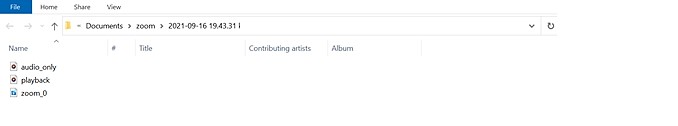 File Home Share View
« Documents › zoom › 2021-09-16 19.43.31
Name # Title Contributing artists Album
audio_only
playback
zoom_0